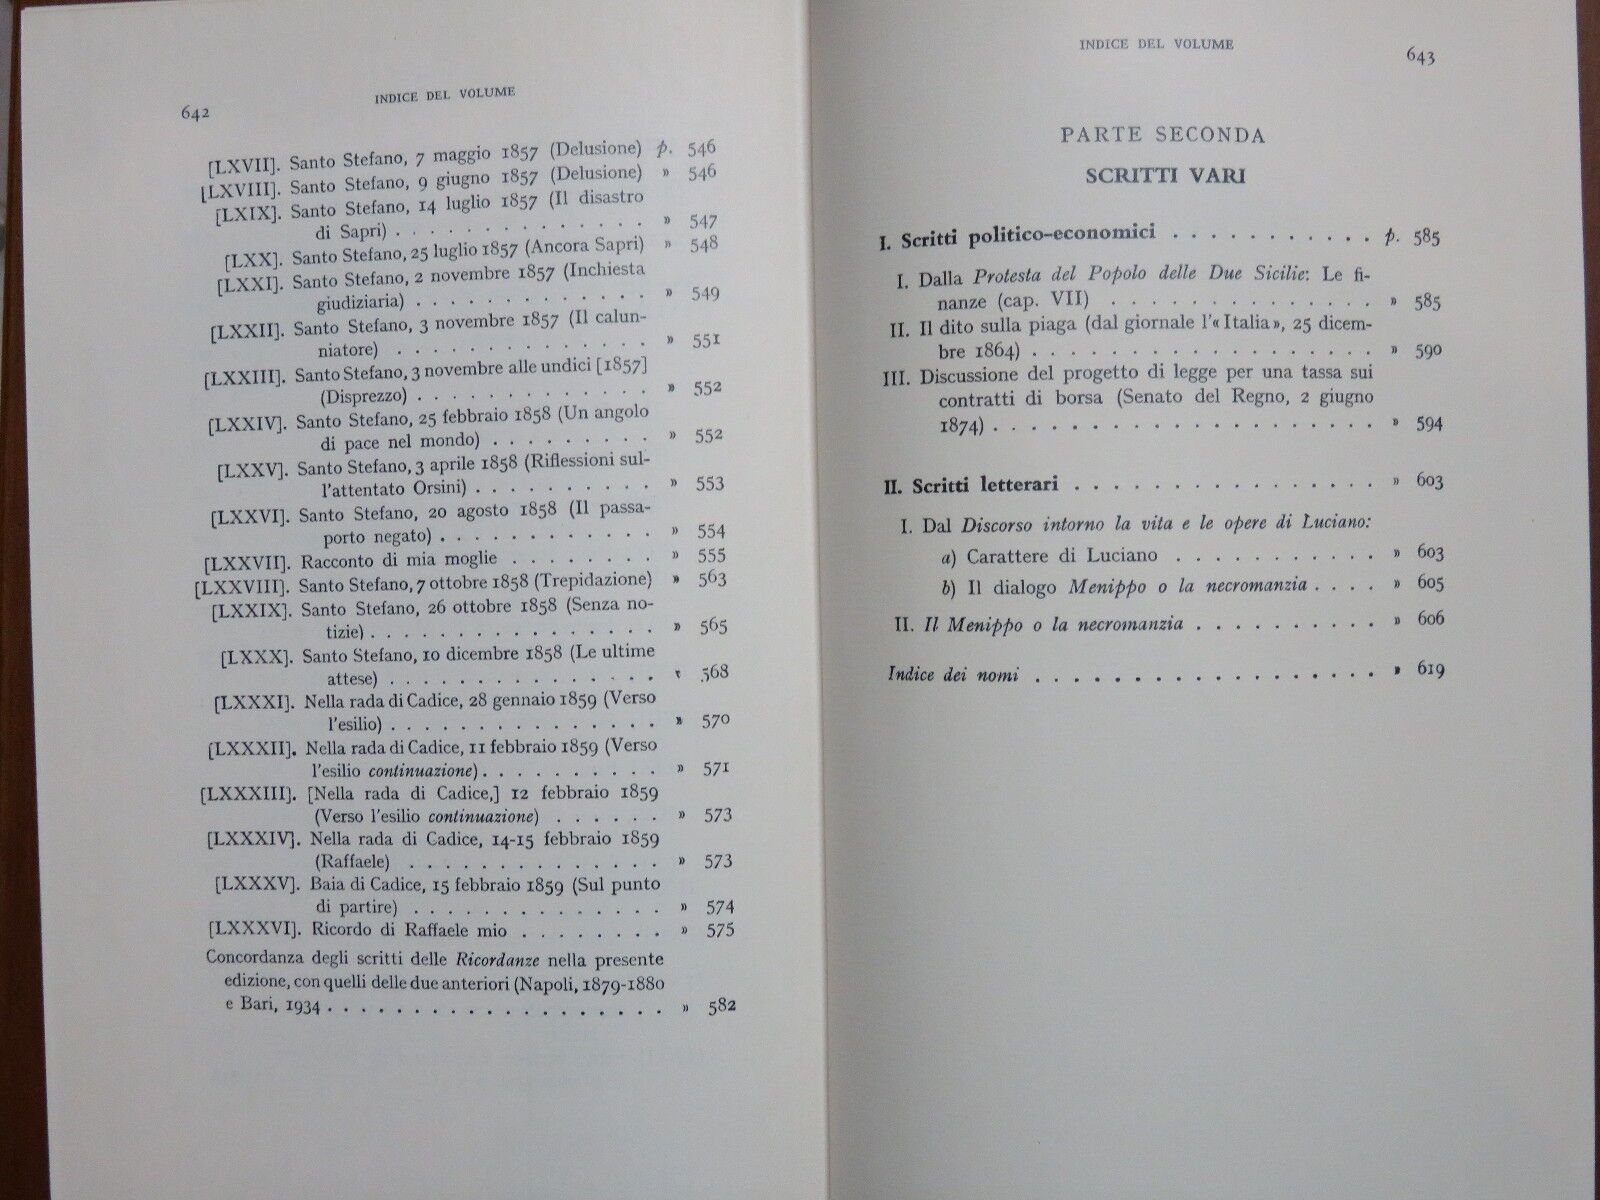 642
INDICE DEL VOLUME
[LXVII]. Santo Stefano, 7 maggio 1857 (Delusione) p. 546
[LXVIII]. Santo Stefano, 9 giugno 1857 (Delusione) » 546
[LXIX]. Santo Stefano, 14 luglio 1857 (Il disastro
di Sapri) . . . . . . . . . . . . . . » 547
[LXX]. Santo Stefano, 25 luglio 1857 (Ancora Sapri) » 548
[LXXI]. Santo Stefano, 2 novembre 1857 (Inchiesta
giudiziaria) . . . . . . . . . . . . . » 549
[LXXII]. Santo Stefano, 3 novembre 1857 (Il calun-
niatore) . . . . . . . . . . . . . . » 551
[LXXIII]. Santo Stefano, 3 novembre alle undici [1857]
(Disprezzo) . . . . . . . . . . . . . » 552
[LXXIV]. Santo Stefano, 25 febbraio 1858 (Un angolo
di pace nel mondo) . . . . . . . . . » 552
[LXXV]. Santo Stefano, 3 aprile 1858 (Riflessioni sul-
l'attentato Orsini) . . . . . . . . . . » 553
[LXXVI]. Santo Stefano, 20 agosto 1858 (Il passa-
porto negato) . . . . . . . . . . . . » 554
[LXXVII]. Racconto di mia moglie . . . . . . . » 555
[LXXVIII]. Santo Stefano, 7 ottobre 1858 (Trepidazione) » 563
[LXXIX]. Santo Stefano, 26 ottobre 1858 (Senza no-
tizie) . . . . . . . . . . . . . . . » 565
[LXXX]. Santo Stefano, 10 dicembre 1858 (Le ultime
attese) . . . . . . . . . . . . . . . 568
[LXXXI]. Nella rada di Cadice, 28 gennaio 1859 (Verso
l'esilio) . . . . . . . . . . . . . . . » 570
[LXXXII]. Nella rada di Cadice, 11 febbraio 1859 (Verso
l'esilio continuazione) . . . . . . . . . . » 571
[LXXXIII]. [Nella rada di Cadice,] 12 febbraio 1859
(Verso l'esilio continuazione) . . . . . . » 573
[LXXXIV]. Nella rada di Cadice, 14-15 febbraio 1859
(Raffaele) . . . . . . . . . . . . . . » 573
[LXXXV]. Baia di Cadice, 15 febbraio 1859 (Sul punto
di partire) . . . . . . . . . . . . . . » 574
[LXXXVI]. Ricordo di Raffaele mio . . . . . . . . » 575
Concordanza degli scritti delle Ricordanze nella presente
edizione, con quelli delle due anteriori (Napoli, 1879-1880
e Bari, 1934 . . . . . . . . . . . . . . . . . . . » 582
INDICE DEL VOLUME
643
PARTE SECONDA
SCRITTI VARI
I. Scritti politico-economici . . . . . . . . . . . p. 585
I. Dalla Protesta del Popolo delle Due Sicilie: Le fi-
nanze (cap. VII) . . . . . . . . . . . . . . » 585
II. Il dito sulla piaga (dal giornale l'«Italia», 25 dicem-
bre 1864) . . . . . . . . . . . . . . . . . . » 590
III. Discussione del progetto di legge per una tassa sui
contratti di borsa (Senato del Regno, 2 giugno
1874) . . . . . . . . . . . . . . . . . . . . » 594
II. Scritti letterari . . . . . . . . . . . . . . . . » 603
I. Dal Discorso intorno la vita e le opere di Luciano:
a) Carattere di Luciano . . . . . . . . . . . » 603
b) Il dialogo Menippo o la necromanzia . . . . » 605
II. Il Menippo o la necromanzia . . . . . . . . . . » 606
Indice dei nomi . . . . . . . . . . . . . . . . . . » 619